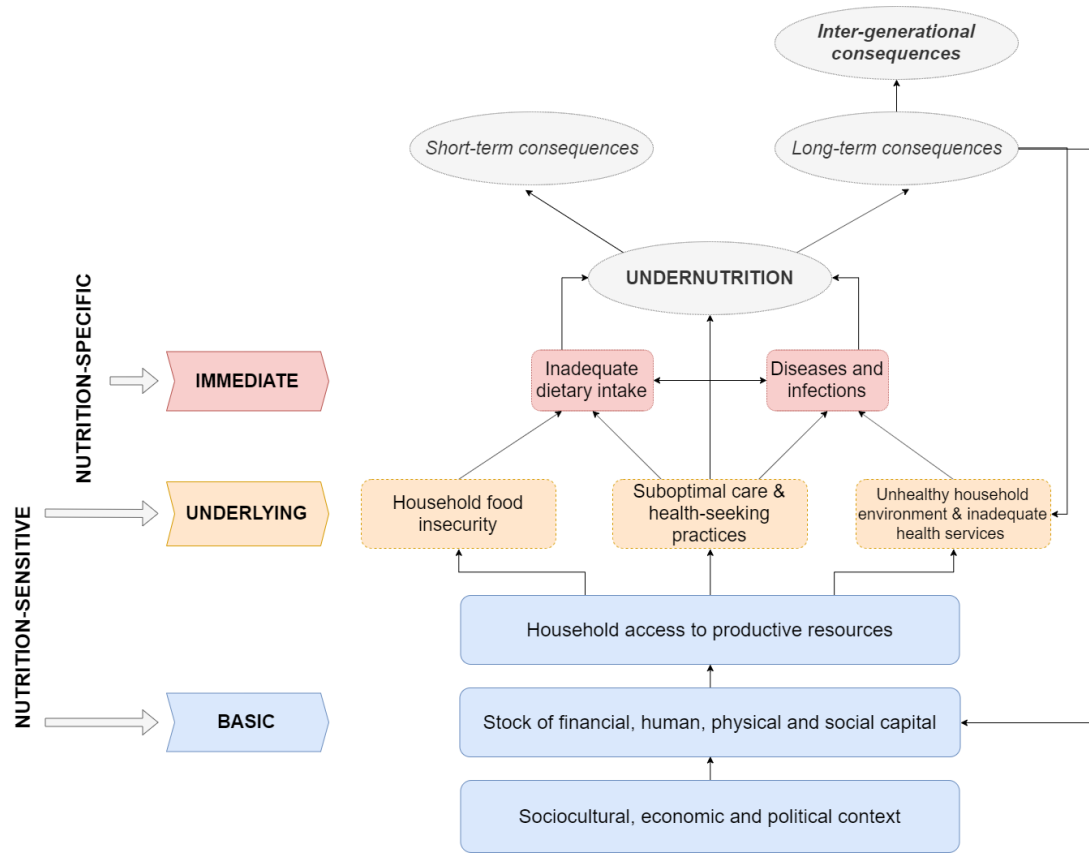 Inter-generational
consequences
Short-term consequences
Long-term consequences
UNDERNUTRITION
NUTRITION-SPECIFIC
IMMEDIATE
Inadequate
dietary intake
Diseases and
infections
NUTRITION-SENSITIVE
UNDERLYING
Household food
insecurity
Suboptimal care &
health-seeking
practices
Unhealthy household
environment & inadequate
health services
Household access to productive resources
BASIC
Stock of financial, human, physical and social capital
Sociocultural, economic and political context